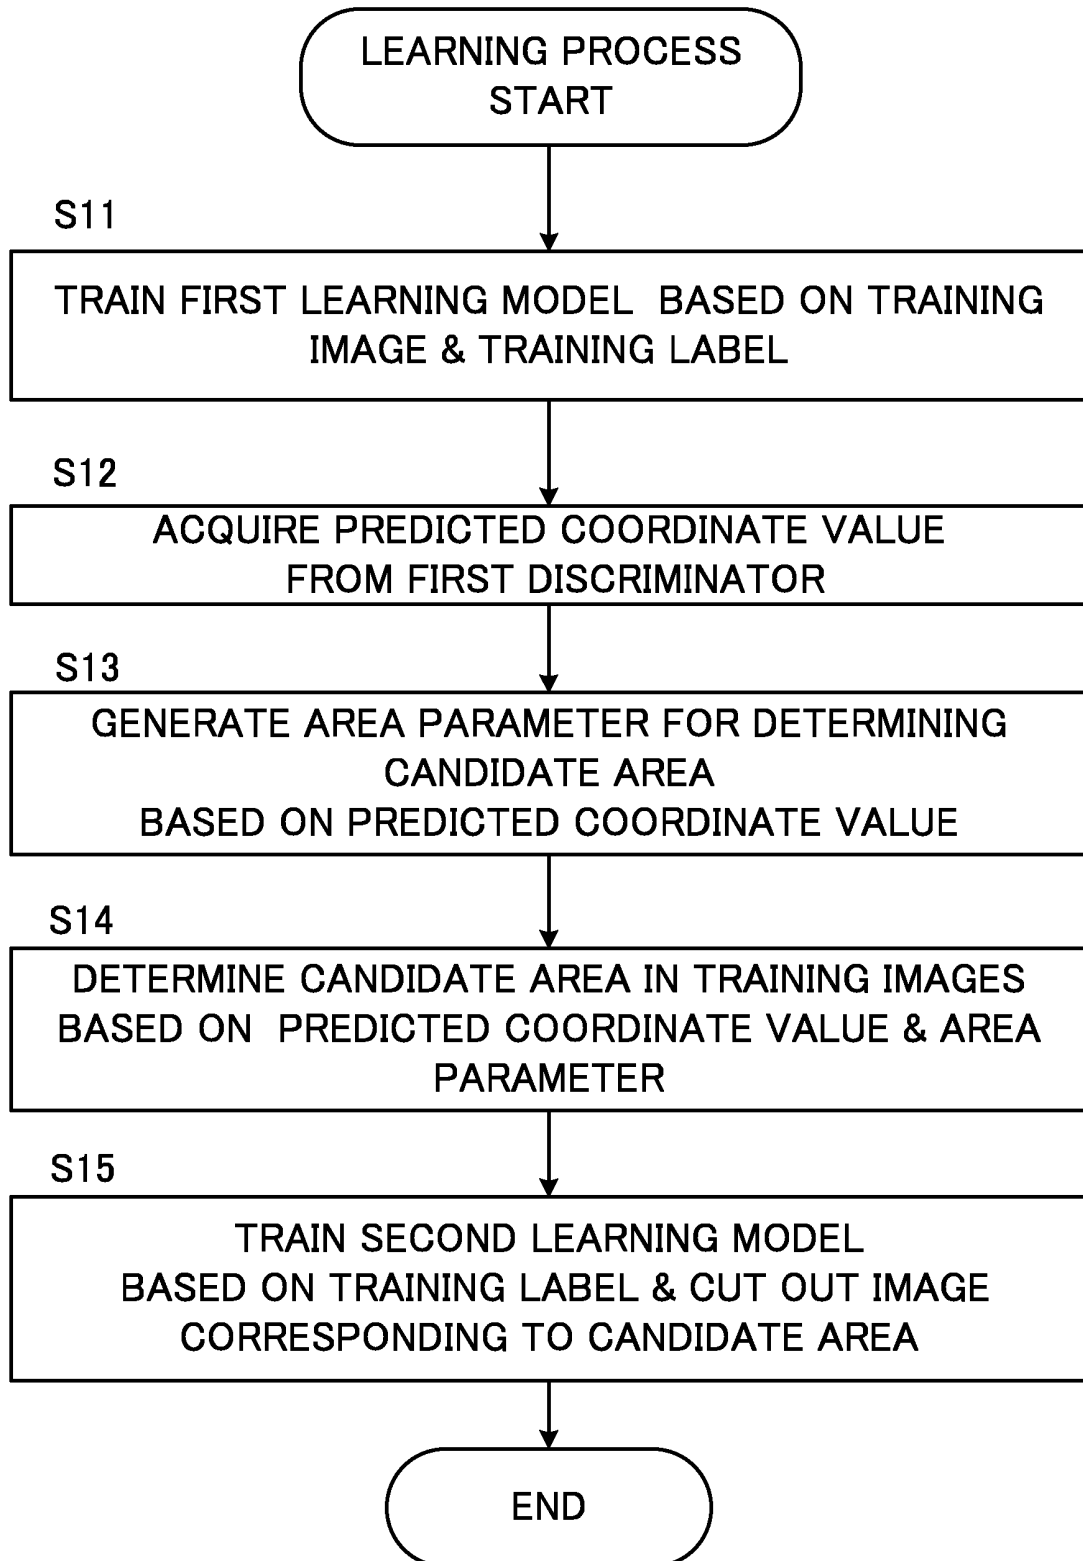 LEARNING PROCESS
START
S11
TRAIN FIRST LEARNING MODEL BASED ON TRAINING
IMAGE & TRAINING LABEL
S12
ACQUIRE PREDICTED COORDINATE VALUE
FROM FIRST DISCRIMINATOR
S13
GENERATE AREA PARAMETER FOR DETERMINING
CANDIDATE AREA
BASED ON PREDICTED COORDINATE VALUE
S14
DETERMINE CANDIDATE AREA IN TRAINING IMAGES
BASED ON PREDICTED COORDINATE VALUE & AREA
PARAMETER
S15
TRAIN SECOND LEARNING MODEL
BASED ON TRAINING LABEL & CUT OUT IMAGE
CORRESPONDING TO CANDIDATE AREA
END